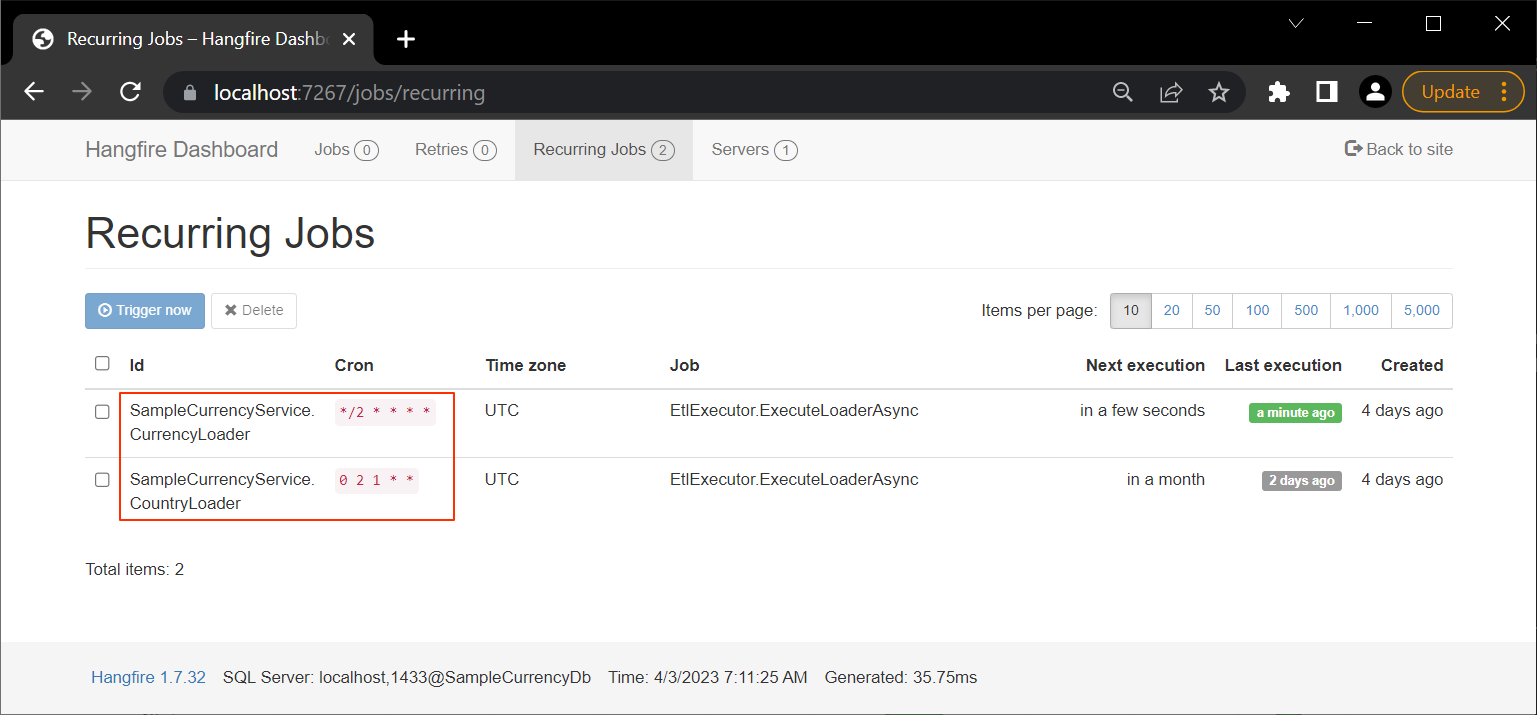 Recurring Jobs – Hangfire Dashb
localhost:7267/jobs/recurring
Update
Hangfire Dashboard Jobs 0 Retries 0 Recurring Jobs 2 Servers 1 Back to site
Recurring Jobs
Trigger now Delete Items per page: 10 20 50 100 500 1,000 5,000
Id Cron Time zone Job Next execution Last execution Created
SampleCurrencyService. */2 * * * * UTC EtlExecutor.ExecuteLoaderAsync in a few seconds a minute ago 4 days ago
CurrencyLoader
SampleCurrencyService. 0 2 1 * * UTC EtlExecutor.ExecuteLoaderAsync in a month 2 days ago 4 days ago
CountryLoader
Total items: 2
Hangfire 1.7.32 SQL Server: localhost,1433@SampleCurrencyDb Time: 4/3/2023 7:11:25 AM Generated: 35.75ms